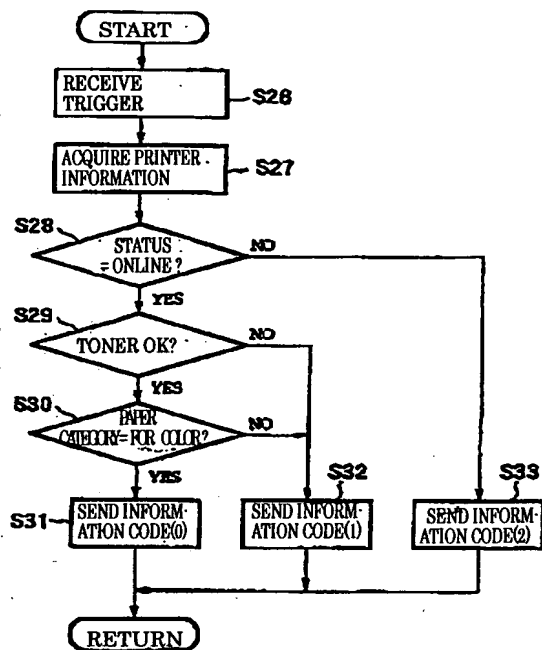 START
RECEIVE
TRIGGER
S26
ACQUIRE PRINTER
INFORMATION
S27
S28
STATUS
=ONLINE?
NO
YES
S29
TONER OK?
NO
YES
S30
PAPER
CATEGORY=FOR COLOR?
NO
YES
S31
SEND INFORM-
ATION CODE(0)
S32
SEND INFORM-
ATION CODE(1)
S33
SEND INFORM-
ATION CODE(2)
RETURN